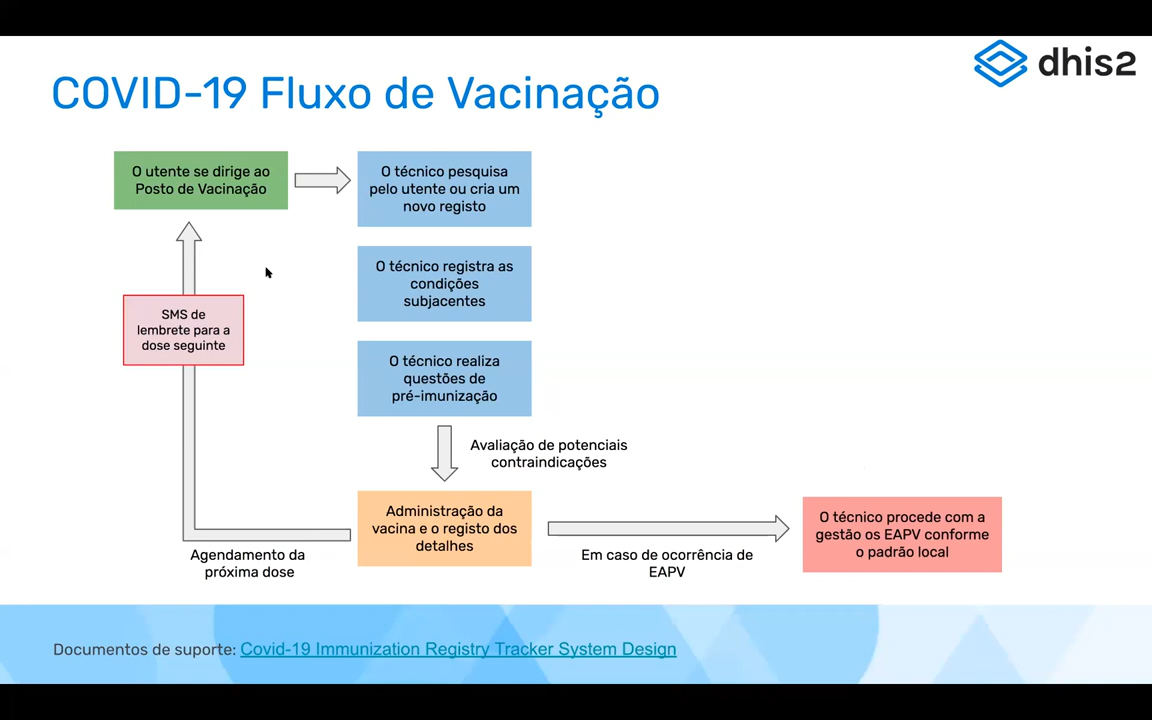 dhis2
COVID-19 Fluxo de Vacinação
O utente se dirige ao
Posto de Vacinação
O técnico pesquisa
pelo utente ou cria um
novo registo
O técnico registra as
condições
subjacentes
SMS de
lembrete para a
dose seguinte
O técnico realiza
questões de
pré-imunização
Avaliação de potenciais
contraindicações
Administração da
vacina e o registo dos
detalhes
Agendamento da
próxima dose
Em caso de ocorrência de
EAPV
O técnico procede com a
gestão os EAPV conforme
o padrão local
Documentos de suporte: Covid-19 Immunization Registry Tracker System Design